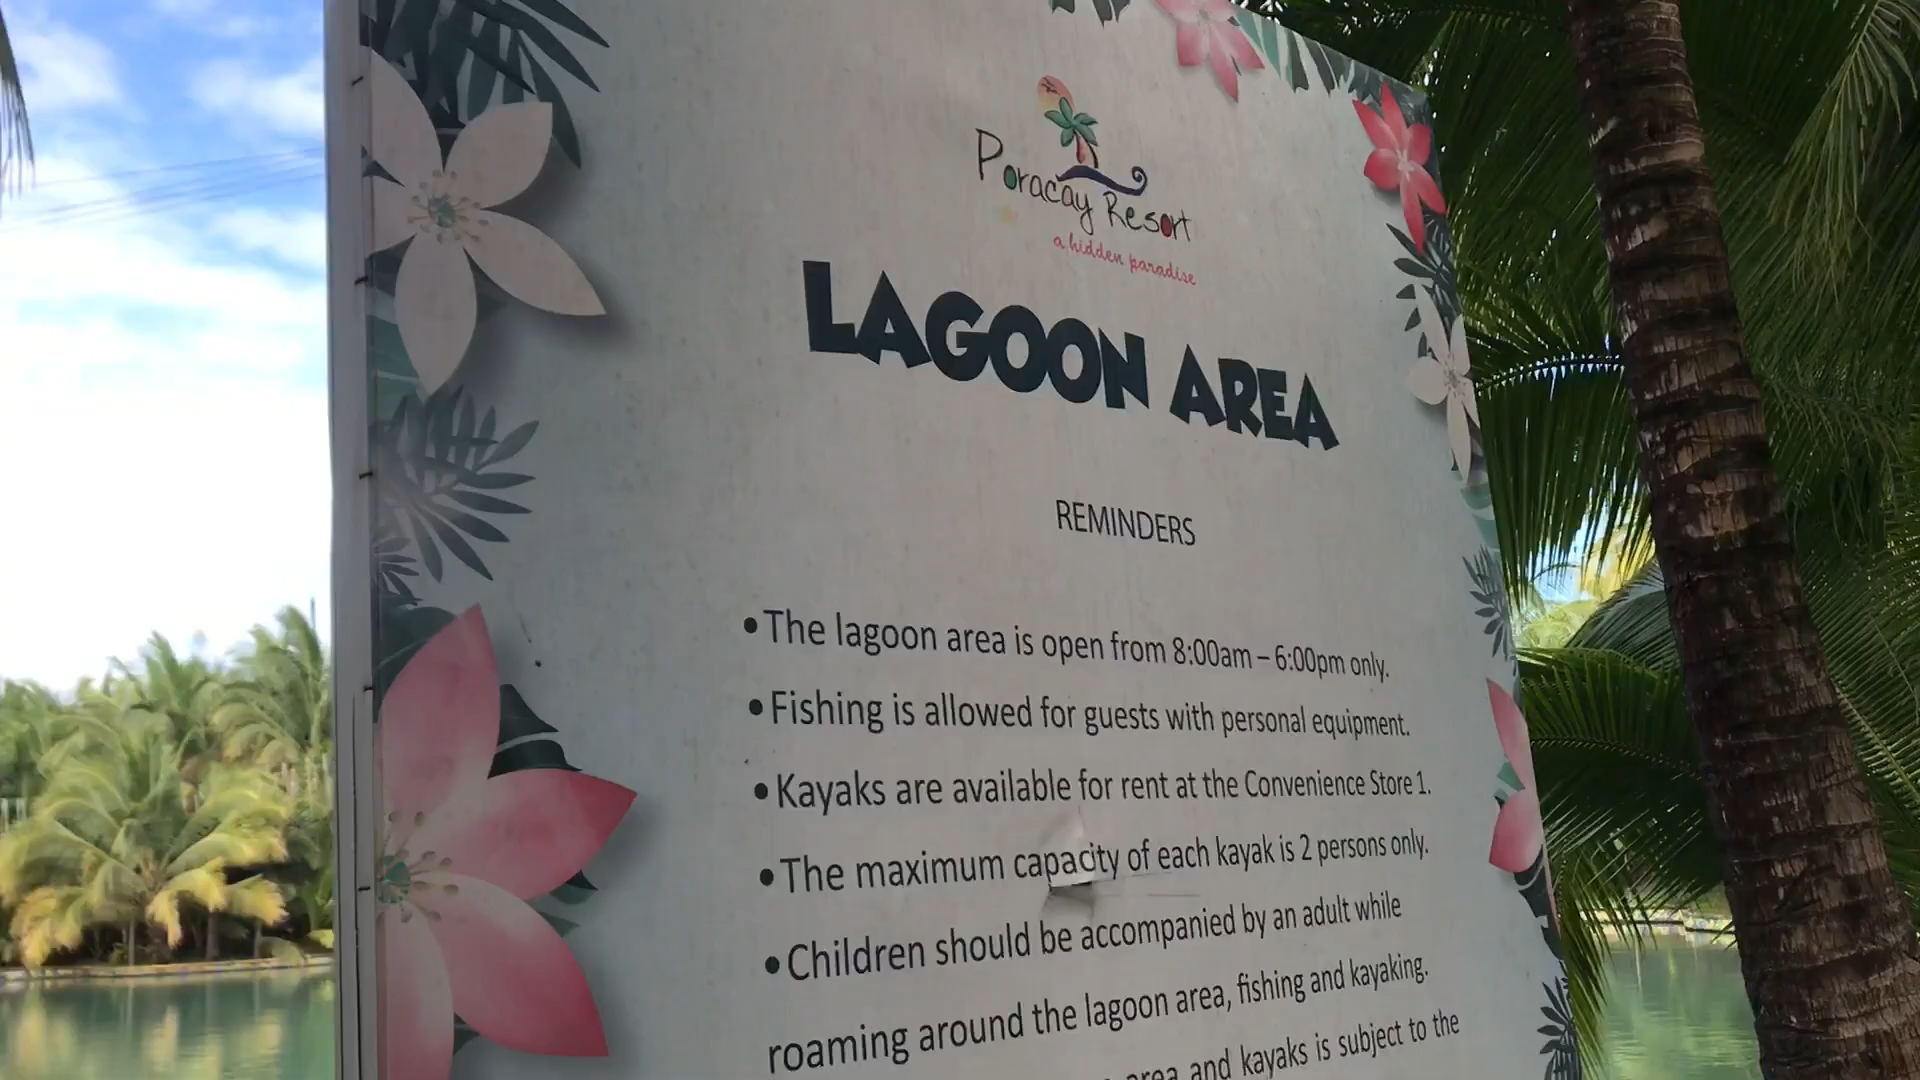 Poracay Resort
a hidden paradise
LAGOON AREA
REMINDERS
•The lagoon area is open from 8:00am – 6:00pm only.
•Fishing is allowed for guests with personal equipment.
•Kayaks are available for rent at the Convenience Store 1.
•The maximum capacity of each kayak is 2 persons only.
•Children should be accompanied by an adult while
roaming around the lagoon area, fishing and kayaking.
area and kayaks is subject to the